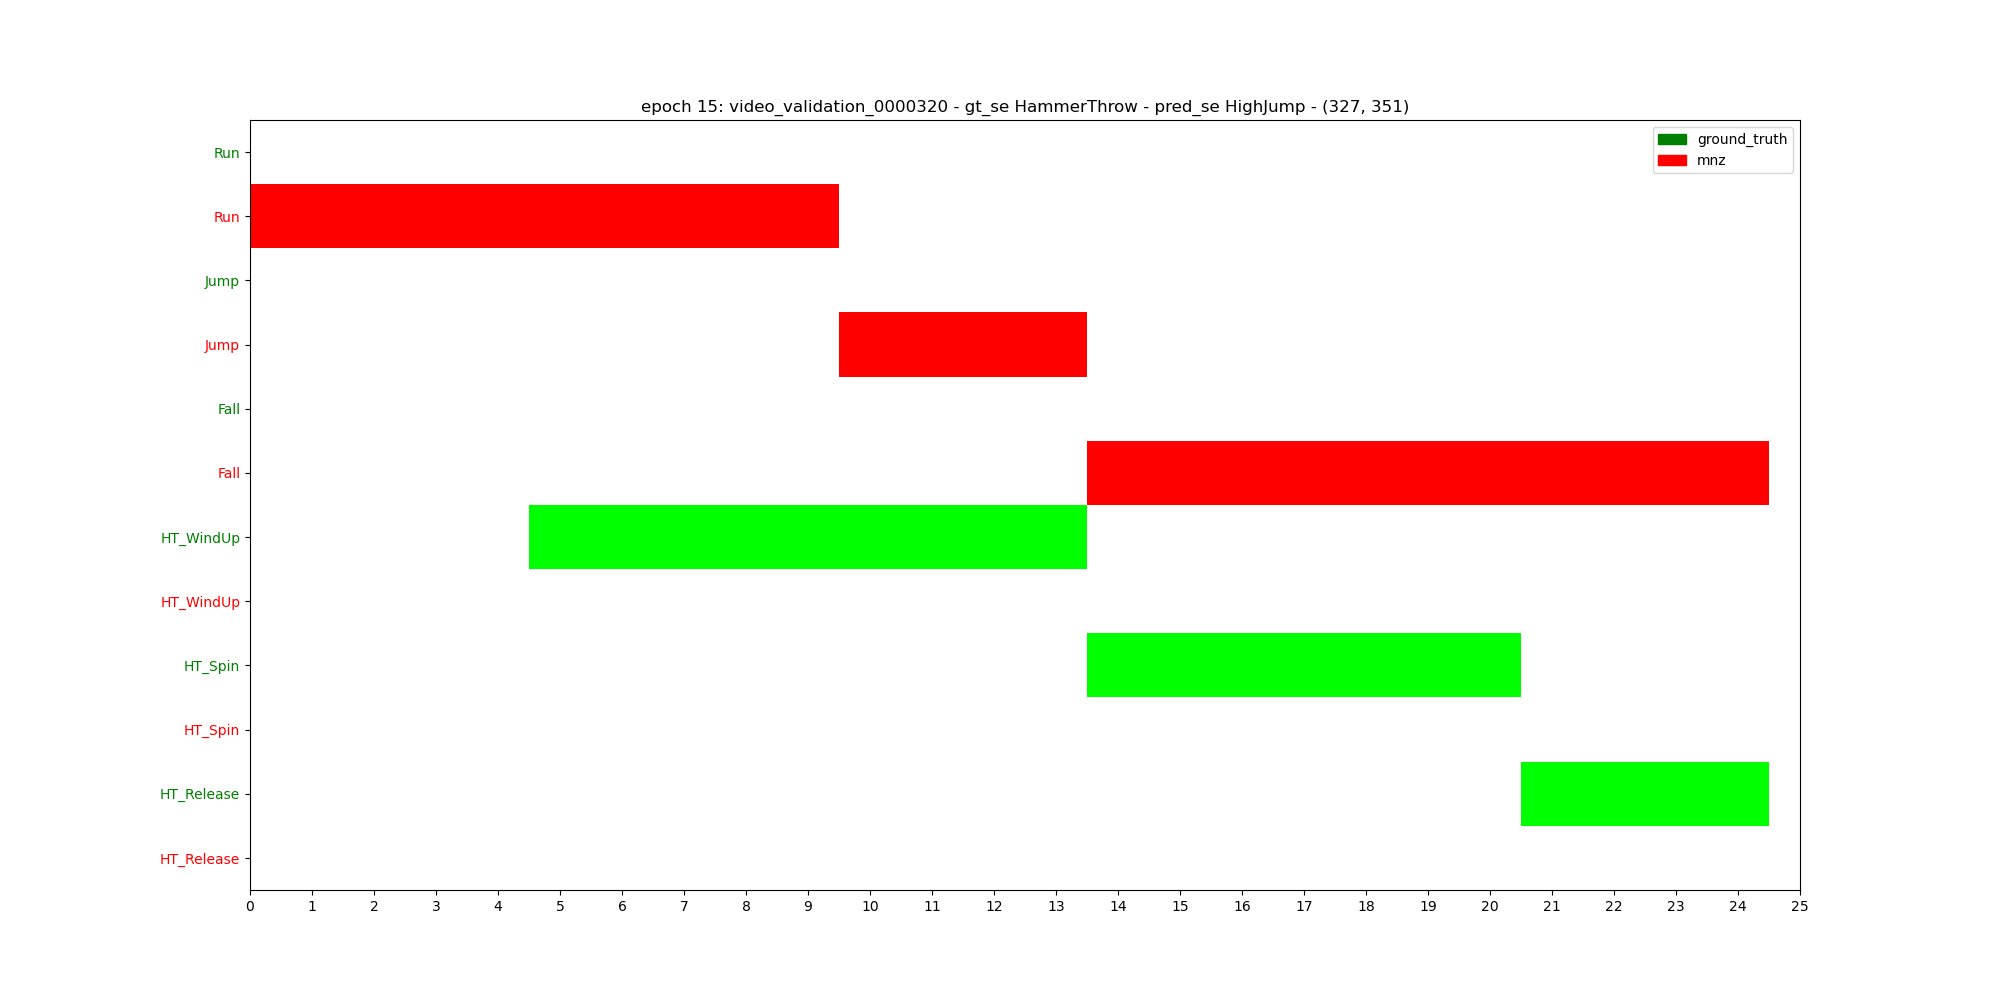 epoch 15: video_validation_0000320 - gt_se HammerThrow - pred_se HighJump - (327, 351)
ground_truth
mnz
Run
Run
Jump
Jump
Fall
Fall
HT_WindUp
HT_WindUp
HT_Spin
HT_Spin
HT_Release
HT_Release
0 1 2 3 4 5 6 7 8 9 10 11 12 13 14 15 16 17 18 19 20 21 22 23 24 25